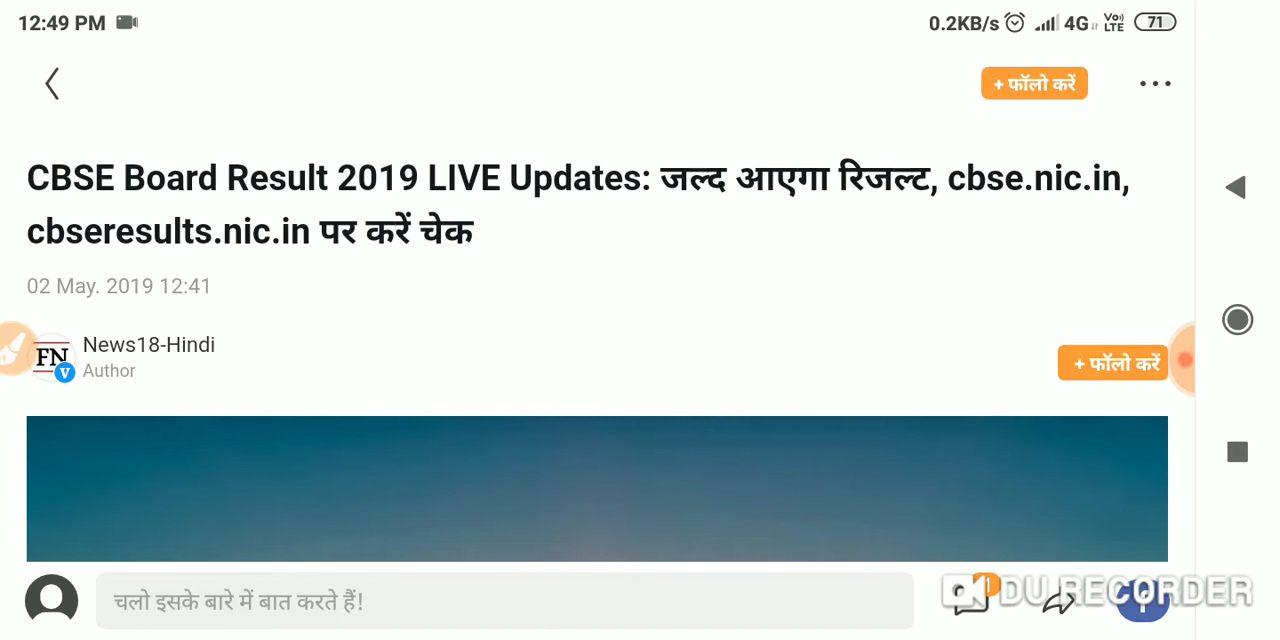 12:49 PM 0.2KB/s 4G VoLTE 71
+ फॉलो करें
CBSE Board Result 2019 LIVE Updates: जल्द आएगा रिजल्ट, cbse.nic.in,
cbseresults.nic.in पर करें चेक
02 May. 2019 12:41
FN
News18-Hindi
Author
+ फॉलो करें
चलो इसके बारे में बात करते हैं!
1
DU RECORDER